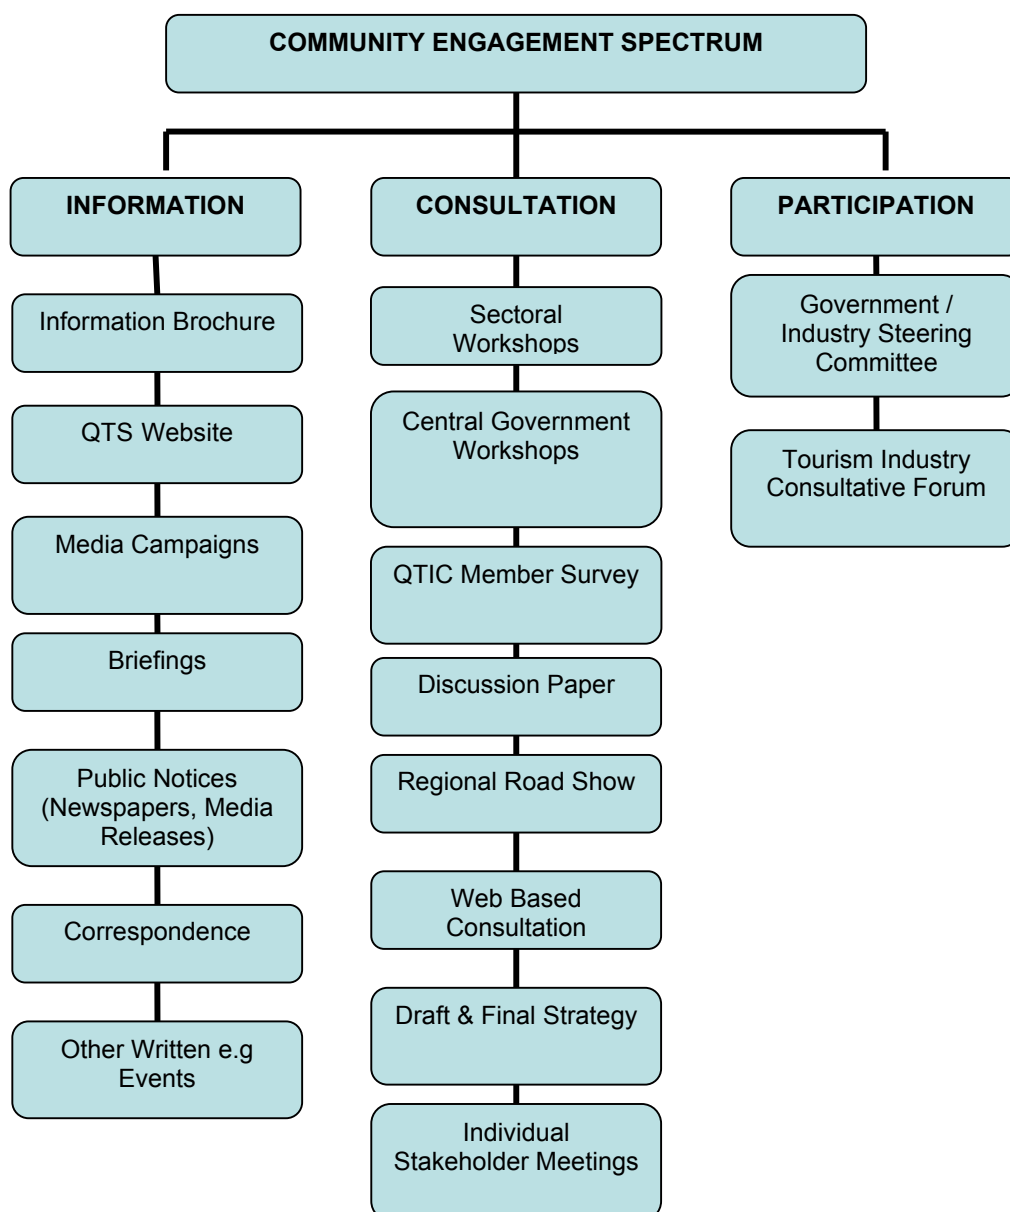 COMMUNITY ENGAGEMENT SPECTRUM
INFORMATION
Information Brochure
QTS Website
Media Campaigns
Briefings
Public Notices
(Newspapers, Media
Releases)
Correspondence
Other Written e.g
Events
CONSULTATION
Sectoral
Workshops
Central Government
Workshops
QTIC Member Survey
Discussion Paper
Regional Road Show
Web Based
Consultation
Draft & Final Strategy
Individual
Stakeholder Meetings
PARTICIPATION
Government /
Industry Steering
Committee
Tourism Industry
Consultative Forum